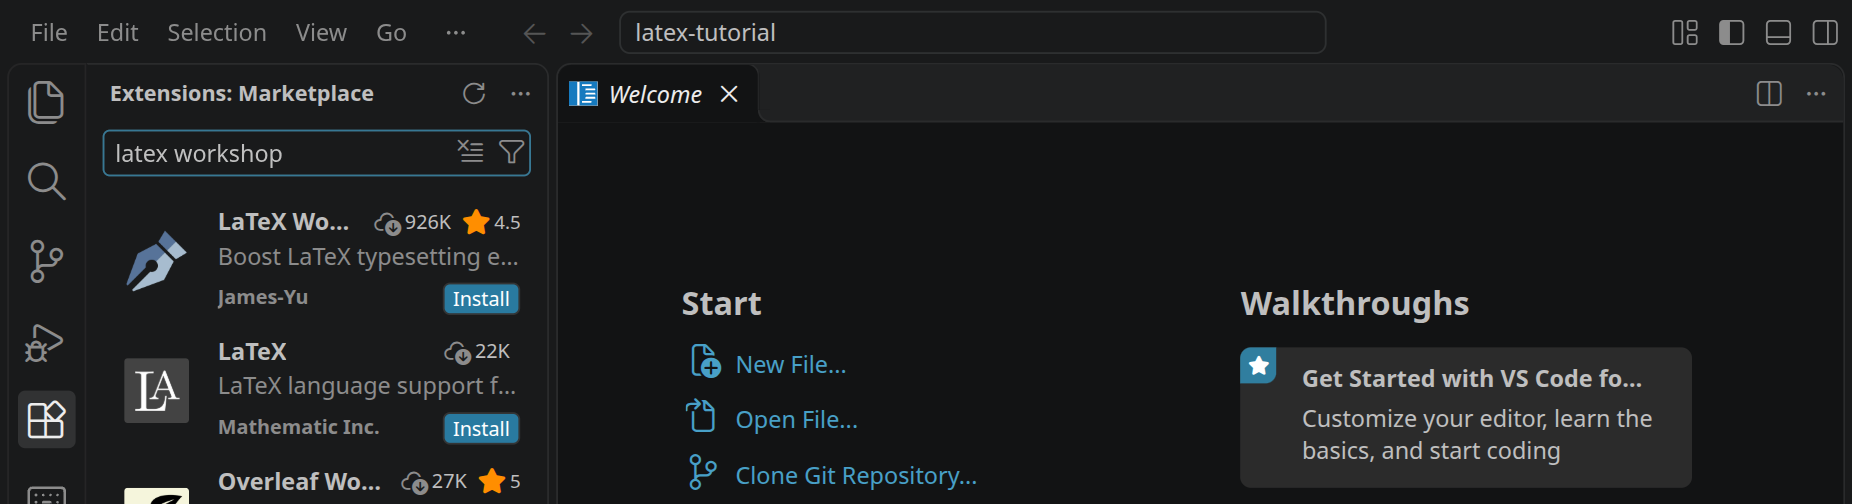 File Edit Selection View Go ··· latex-tutorial
Extensions: Marketplace
latex workshop
LaTeX Wo... 926K 4.5
Boost LaTeX typesetting e...
James-Yu Install
LaTeX 22K
LaTeX language support f...
Mathematic Inc. Install
Overleaf Wo... 27K 5
Welcome
Start
New File...
Open File...
Clone Git Repository...
Walkthroughs
Get Started with VS Code fo...
Customize your editor, learn the
basics, and start coding